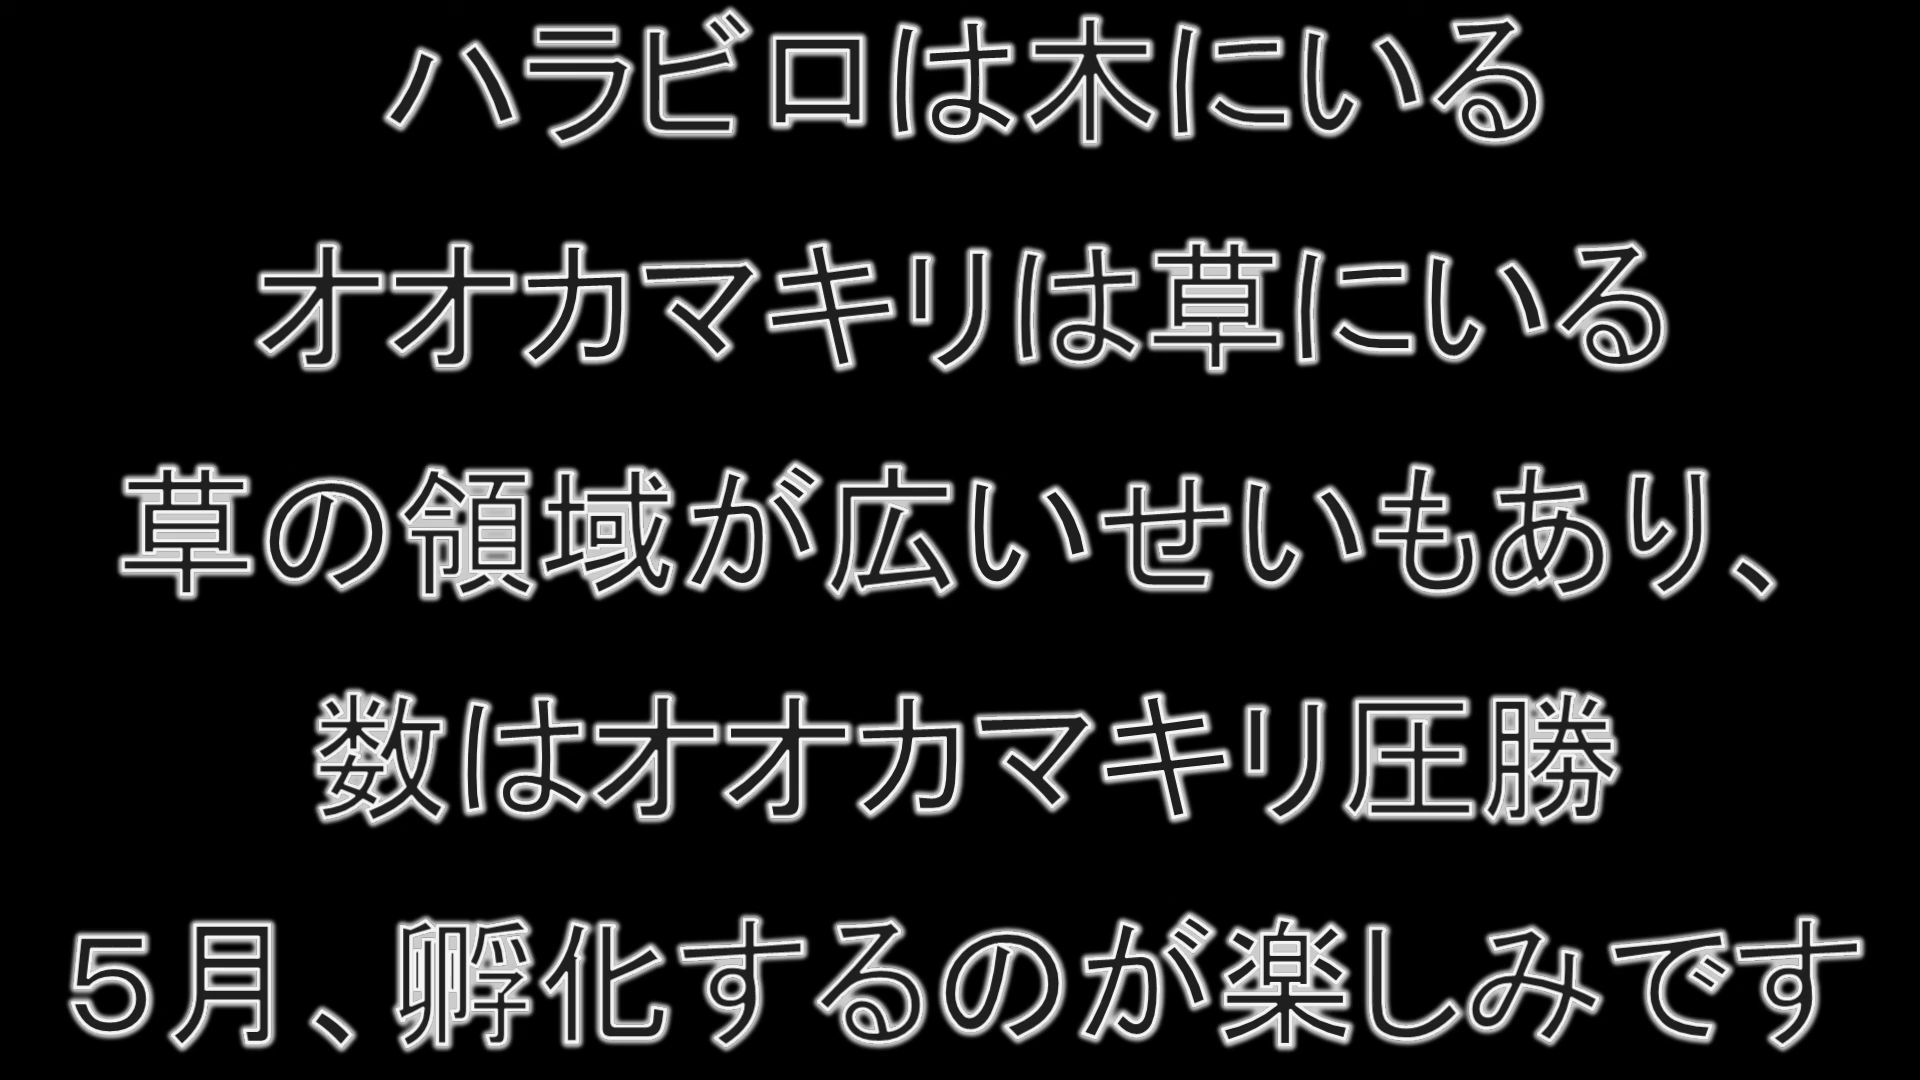 ハラビロは木にいる
オオカマキリは草にいる
草の領域が広いせいもあり、
数はオオカマキリ圧勝
５月、孵化するのが楽しみです